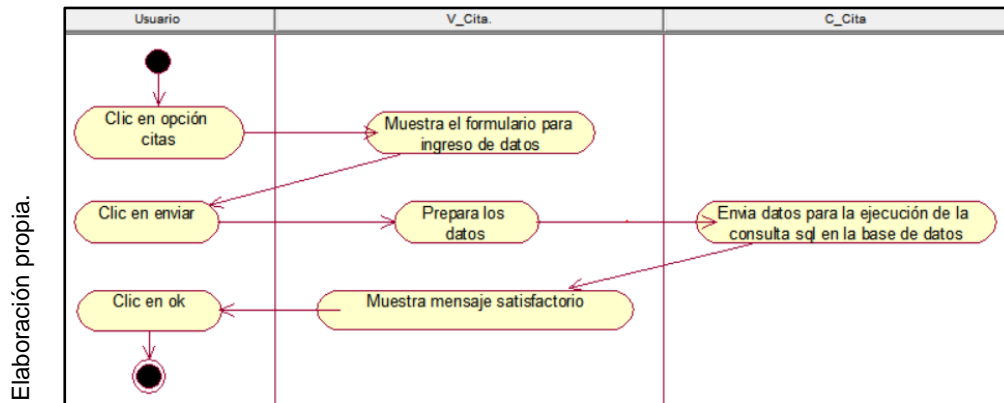 Usuario
V_Cita.
C_Cita
Clic en opción
citas
Muestra el formulario para
ingreso de datos
Clic en enviar
Prepara los
datos
Envia datos para la ejecución de la
consulta sql en la base de datos
Clic en ok
Muestra mensaje satisfactorio
Elaboración propia.